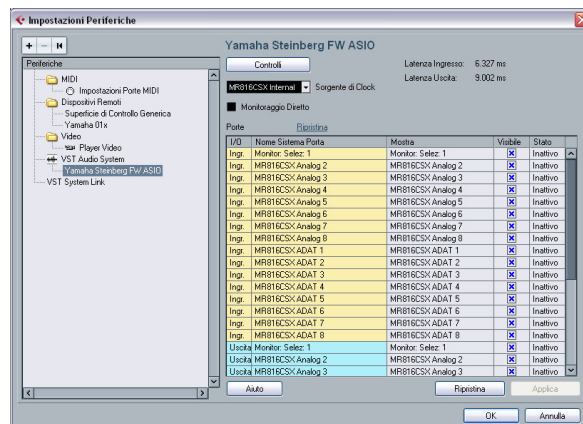 Impostazioni Periferiche
Periferiche
MIDI
Impostazioni Porte MIDI
Dispositivi Remoti
Superficie di Controllo Generica
Yamaha 01x
Video
Player Video
VST Audio System
Yamaha Steinberg FW ASIO
VST System Link
Yamaha Steinberg FW ASIO
Controlli
Latenza Ingresso: 6.327 ms
Latenza Uscita: 9.002 ms
MR816CSX Internal Sorgente di Clock
Monitoraggio Diretto
Porte Ripristina
I/O Nome Sistema Porta Mostra Visibile Stato
Ingr. Monitor: Selez: 1 Monitor: Selez: 1 Inattivo
Ingr. MR816CSX Analog 2 MR816CSX Analog 2 Inattivo
Ingr. MR816CSX Analog 3 MR816CSX Analog 3 Inattivo
Ingr. MR816CSX Analog 4 MR816CSX Analog 4 Inattivo
Ingr. MR816CSX Analog 5 MR816CSX Analog 5 Inattivo
Ingr. MR816CSX Analog 6 MR816CSX Analog 6 Inattivo
Ingr. MR816CSX Analog 7 MR816CSX Analog 7 Inattivo
Ingr. MR816CSX Analog 8 MR816CSX Analog 8 Inattivo
Ingr. MR816CSX ADAT 1 MR816CSX ADAT 1 Inattivo
Ingr. MR816CSX ADAT 2 MR816CSX ADAT 2 Inattivo
Ingr. MR816CSX ADAT 3 MR816CSX ADAT 3 Inattivo
Ingr. MR816CSX ADAT 4 MR816CSX ADAT 4 Inattivo
Ingr. MR816CSX ADAT 5 MR816CSX ADAT 5 Inattivo
Ingr. MR816CSX ADAT 6 MR816CSX ADAT 6 Inattivo
Ingr. MR816CSX ADAT 7 MR816CSX ADAT 7 Inattivo
Ingr. MR816CSX ADAT 8 MR816CSX ADAT 8 Inattivo
Uscita Monitor: Selez: 1 Monitor: Selez: 1 Inattivo
Uscita MR816CSX Analog 2 MR816CSX Analog 2 Inattivo
Uscita MR816CSX Analog 3 MR816CSX Analog 3 Inattivo
Aiuto Ripristina Applica
OK Annulla